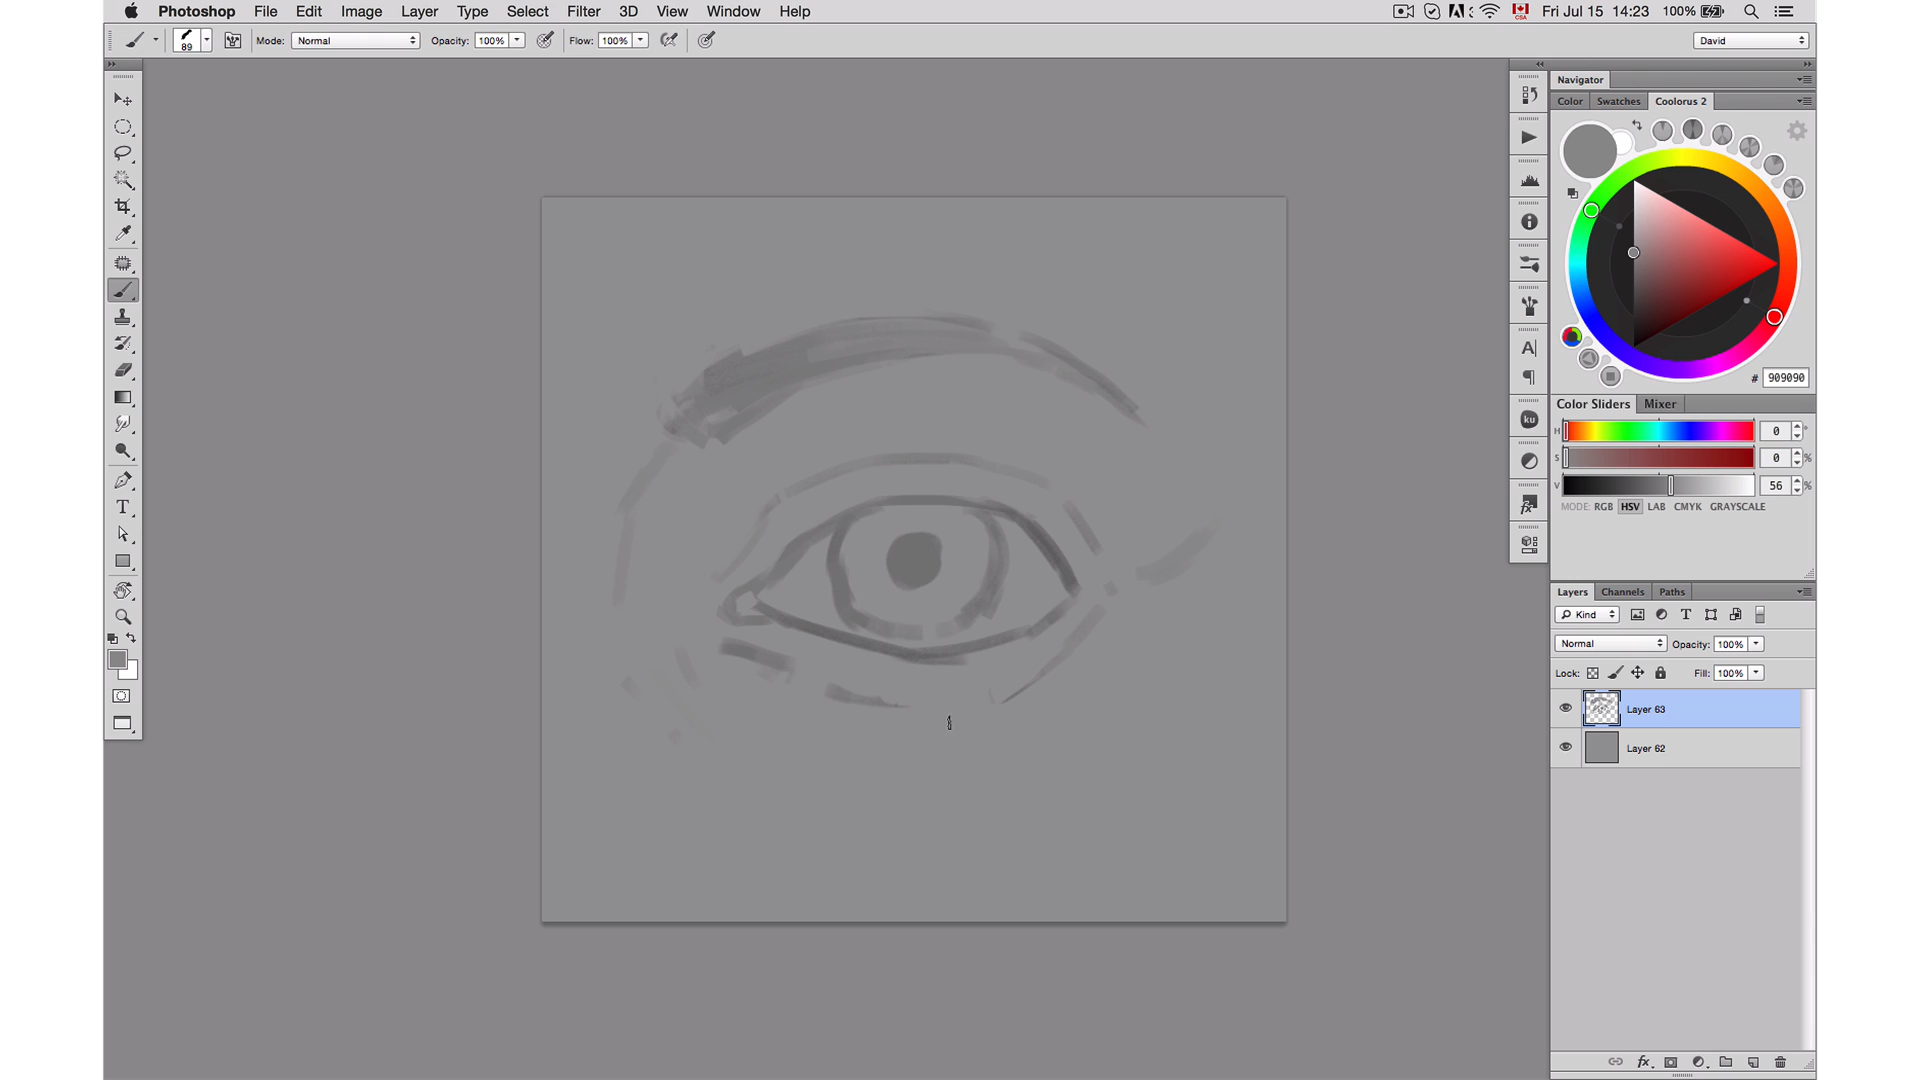 Photoshop File Edit Image Layer Type Select Filter 3D View Window Help Fri Jul 15 14:23 100%
89 Mode: Normal Opacity: 100% Flow: 100% David
Navigator
Color Swatches Coolorus 2
# 909090
Color Sliders Mixer
H 0 °
S 0 %
V 56 %
MODE: RGB HSV LAB CMYK GRAYSCALE
Layers Channels Paths
Kind
Normal Opacity: 100%
Lock: Fill: 100%
Layer 63
Layer 62